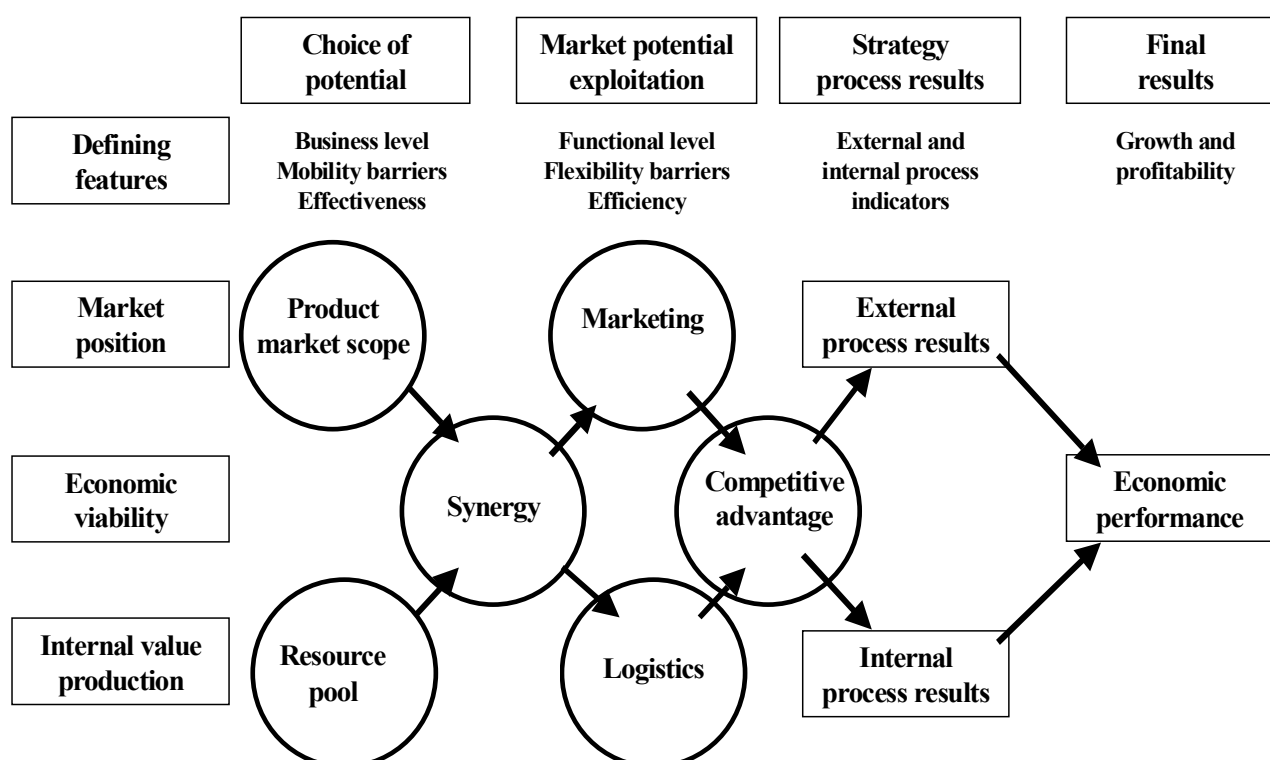 Choice of
potential
Market potential
exploitation
Strategy
process results
Final
results
Defining
features
Business level
Mobility barriers
Effectiveness
Functional level
Flexibility barriers
Efficiency
External and
internal process
indicators
Growth and
profitability
Market
position
Product
market scope
Marketing
External
process results
Economic
viability
Synergy
Competitive
advantage
Economic
performance
Internal value
production
Resource
pool
Logistics
Internal
process results